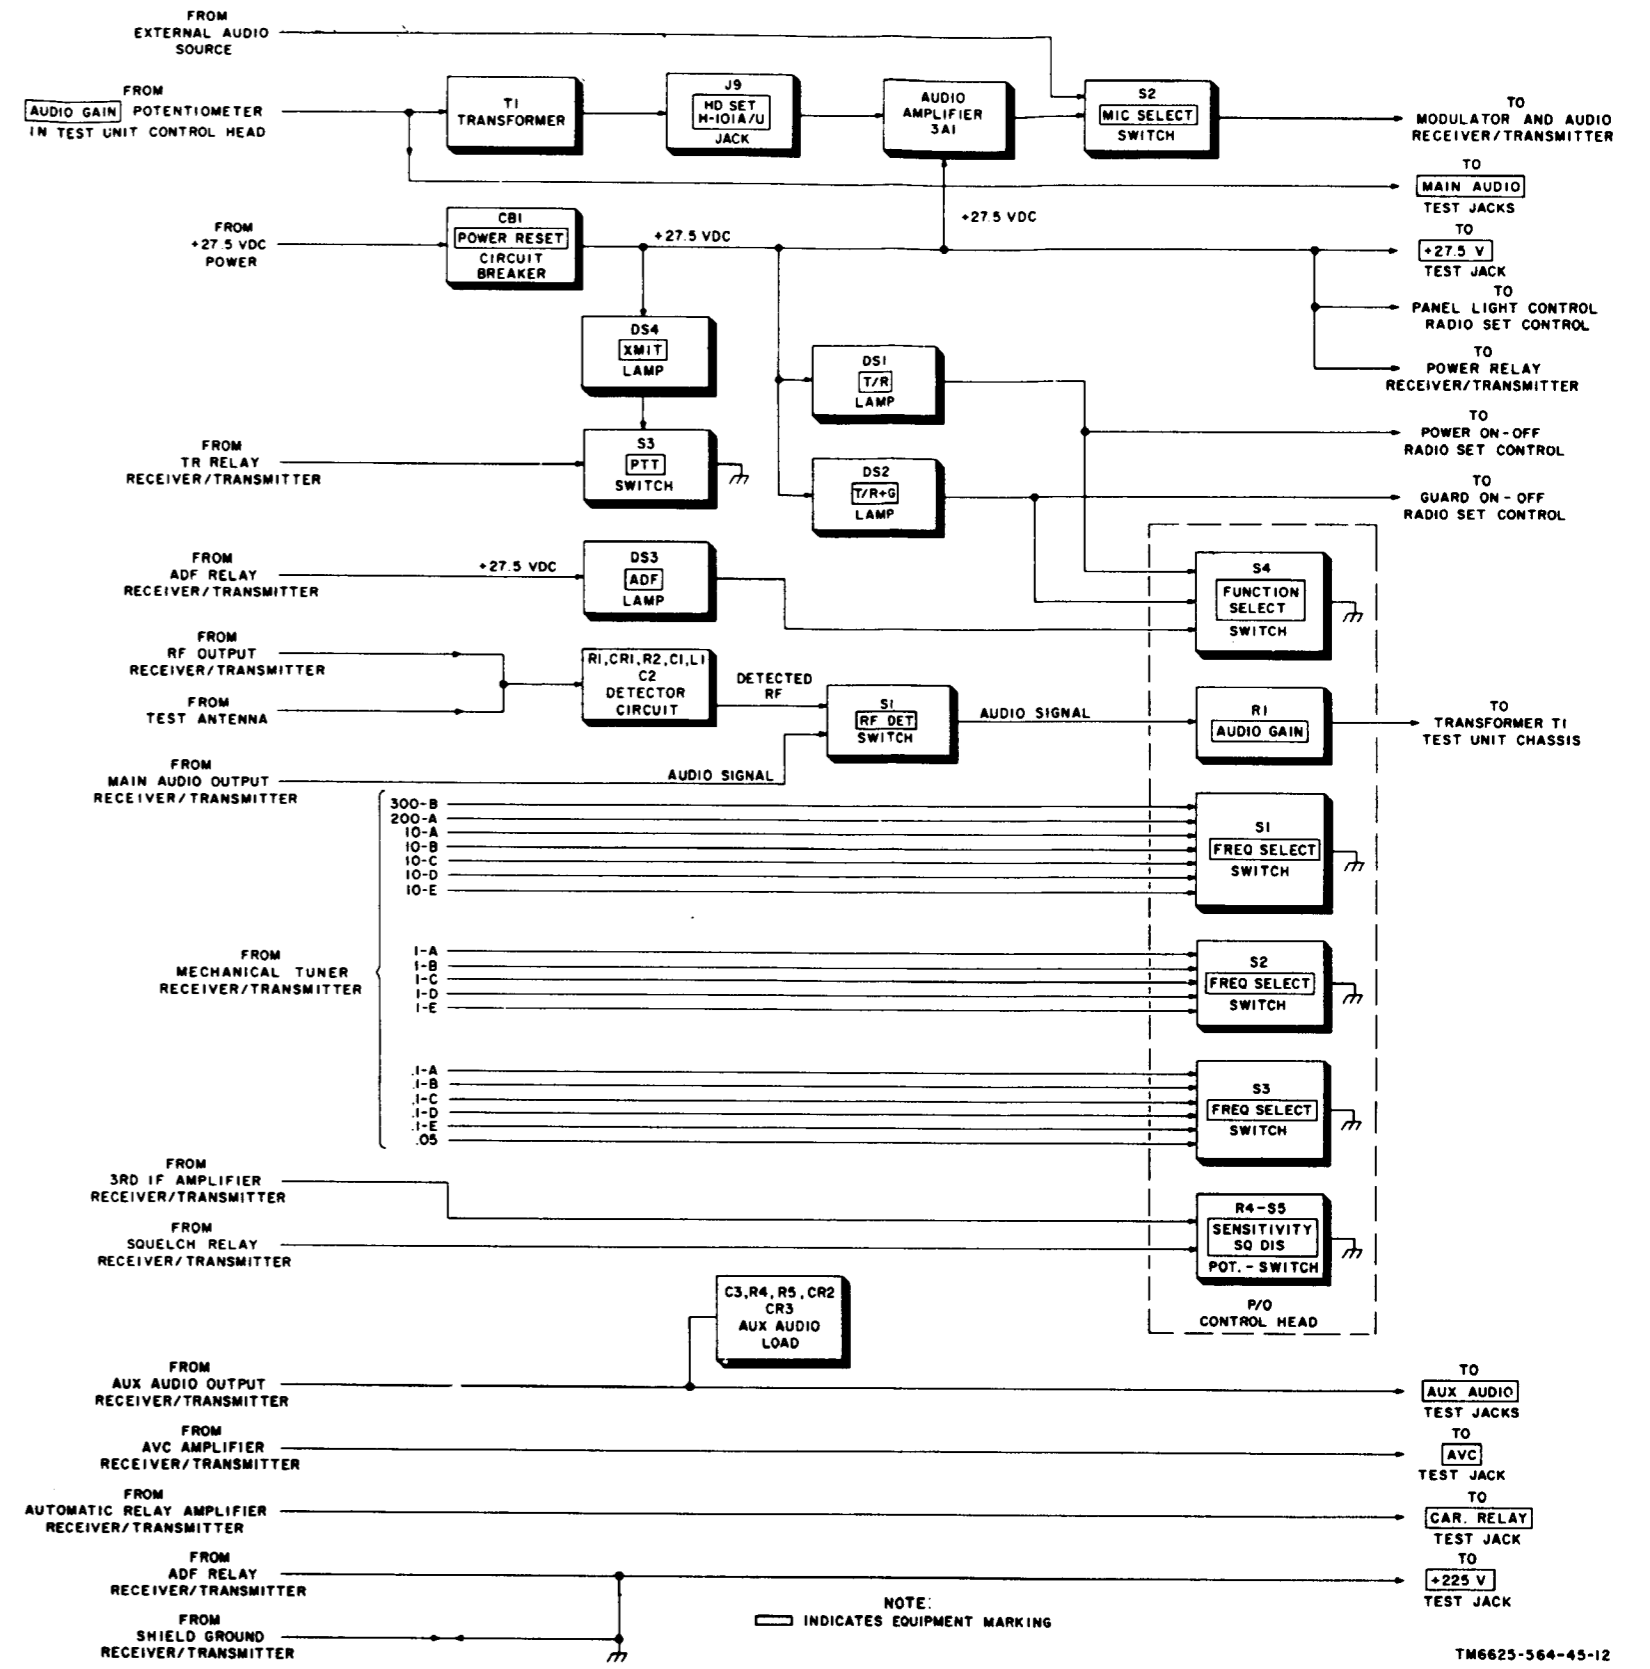 FROM
EXTERNAL AUDIO
SOURCE
FROM
AUDIO GAIN POTENTIOMETER
IN TEST UNIT CONTROL HEAD
T1
TRANSFORMER
J9
HD SET
H-101A/U
JACK
AUDIO
AMPLIFIER
3A1
S2
MIC SELECT
SWITCH
TO
MODULATOR AND AUDIO
RECEIVER/TRANSMITTER
TO
MAIN AUDIO
TEST JACKS
FROM
+27.5 VDC
POWER
CB1
POWER RESET
CIRCUIT
BREAKER
+27.5 VDC
+27.5 VDC
TO
+27.5 V
TEST JACK
TO
PANEL LIGHT CONTROL
RADIO SET CONTROL
TO
POWER RELAY
RECEIVER/TRANSMITTER
DS4
XMIT
LAMP
DS1
T/R
LAMP
TO
POWER ON-OFF
RADIO SET CONTROL
FROM
TR RELAY
RECEIVER/TRANSMITTER
S3
PTT
SWITCH
DS2
T/R+G
LAMP
TO
GUARD ON-OFF
RADIO SET CONTROL
FROM
ADF RELAY
RECEIVER/TRANSMITTER
+27.5 VDC
DS3
ADF
LAMP
S4
FUNCTION
SELECT
SWITCH
FROM
RF OUTPUT
RECEIVER/TRANSMITTER
FROM
TEST ANTENNA
R1,CR1,R2,C1,L1
C2
DETECTOR
CIRCUIT
DETECTED
RF
S1
RF DET
SWITCH
AUDIO SIGNAL
R1
AUDIO GAIN
TO
TRANSFORMER T1
TEST UNIT CHASSIS
FROM
MAIN AUDIO OUTPUT
RECEIVER/TRANSMITTER
AUDIO SIGNAL
300-B
200-A
10-A
10-B
10-C
10-D
10-E
S1
FREQ SELECT
SWITCH
FROM
MECHANICAL TUNER
RECEIVER/TRANSMITTER
1-A
1-B
1-C
1-D
1-E
S2
FREQ SELECT
SWITCH
.1-A
.1-B
.1-C
.1-D
.1-E
.05
S3
FREQ SELECT
SWITCH
FROM
3RD IF AMPLIFIER
RECEIVER/TRANSMITTER
FROM
SQUELCH RELAY
RECEIVER/TRANSMITTER
R4-S5
SENSITIVITY
SQ DIS
POT.-SWITCH
P/O
CONTROL HEAD
C3,R4,R5,CR2
CR3
AUX AUDIO
LOAD
FROM
AUX AUDIO OUTPUT
RECEIVER/TRANSMITTER
TO
AUX AUDIO
TEST JACKS
FROM
AVC AMPLIFIER
RECEIVER/TRANSMITTER
TO
AVC
TEST JACK
FROM
AUTOMATIC RELAY AMPLIFIER
RECEIVER/TRANSMITTER
TO
CAR. RELAY
TEST JACK
FROM
ADF RELAY
RECEIVER/TRANSMITTER
TO
+225 V
TEST JACK
FROM
SHIELD GROUND
RECEIVER/TRANSMITTER
NOTE:
INDICATES EQUIPMENT MARKING
TM6625-564-45-12